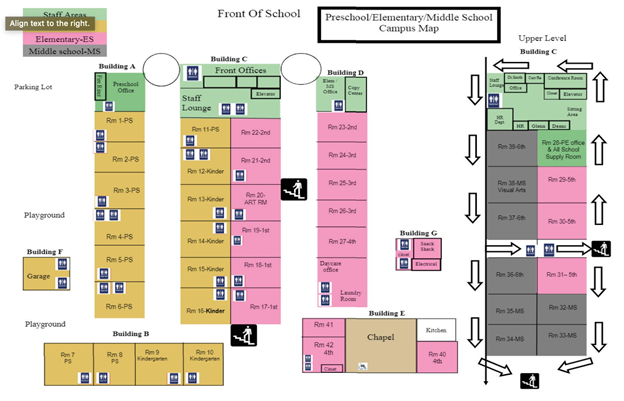 Staff Areas
Align text to the right.
Elementary-ES
Middle school-MS
Front Of School
Preschool/Elementary/Middle School
Campus Map
Upper Level
Parking Lot
Playground
Playground
Building A
Preschool
Office
Rm 1-PS
Rm 2-PS
Rm 3-PS
Rm 4-PS
Rm 5-PS
Rm 6-PS
Building F
Garage
Building B
Rm 7
PS
Rm 8
PS
Rm 9
Kindergarten
Rm 10
Kindergarten
Building C
Front Offices
Elevator
Staff
Lounge
Rm 11-PS
Rm 22-2nd
Rm 21-2nd
Rm 12-Kinder
Rm 13-Kinder
Rm 20-
ART RM
Rm 19-1st
Rm 14-Kinder
Rm 15-Kinder
Rm 18-1st
Rm 16-Kinder
Rm 17-1st
Building D
Elem /
MS
Office
Copy
Center
Rm 23-2nd
Rm 24-3rd
Rm 25-3rd
Rm 26-3rd
Rm 27-4th
Daycare
office
Laundry
Room
Building G
Snack
Shack
Closet
Electrical
Building E
Rm 41
Rm 42
4th
Closet
Chapel
Kitchen
Rm 40
4th
Building C
Staff
Lounge
Conference Room
Office
Closet
Elevator
Sitting
Area
HR
Dept.
HR
Glenn
Deena
Rm 39-6th
Rm 28-PE office
& All School
Supply Room
Rm 38-MS
Visual Arts
Rm 29-5th
Rm 37-6th
Rm 30-5th
Rm 36-6th
Rm 31-5th
Rm 35-MS
Rm 32-MS
Rm 34-MS
Rm 33-MS